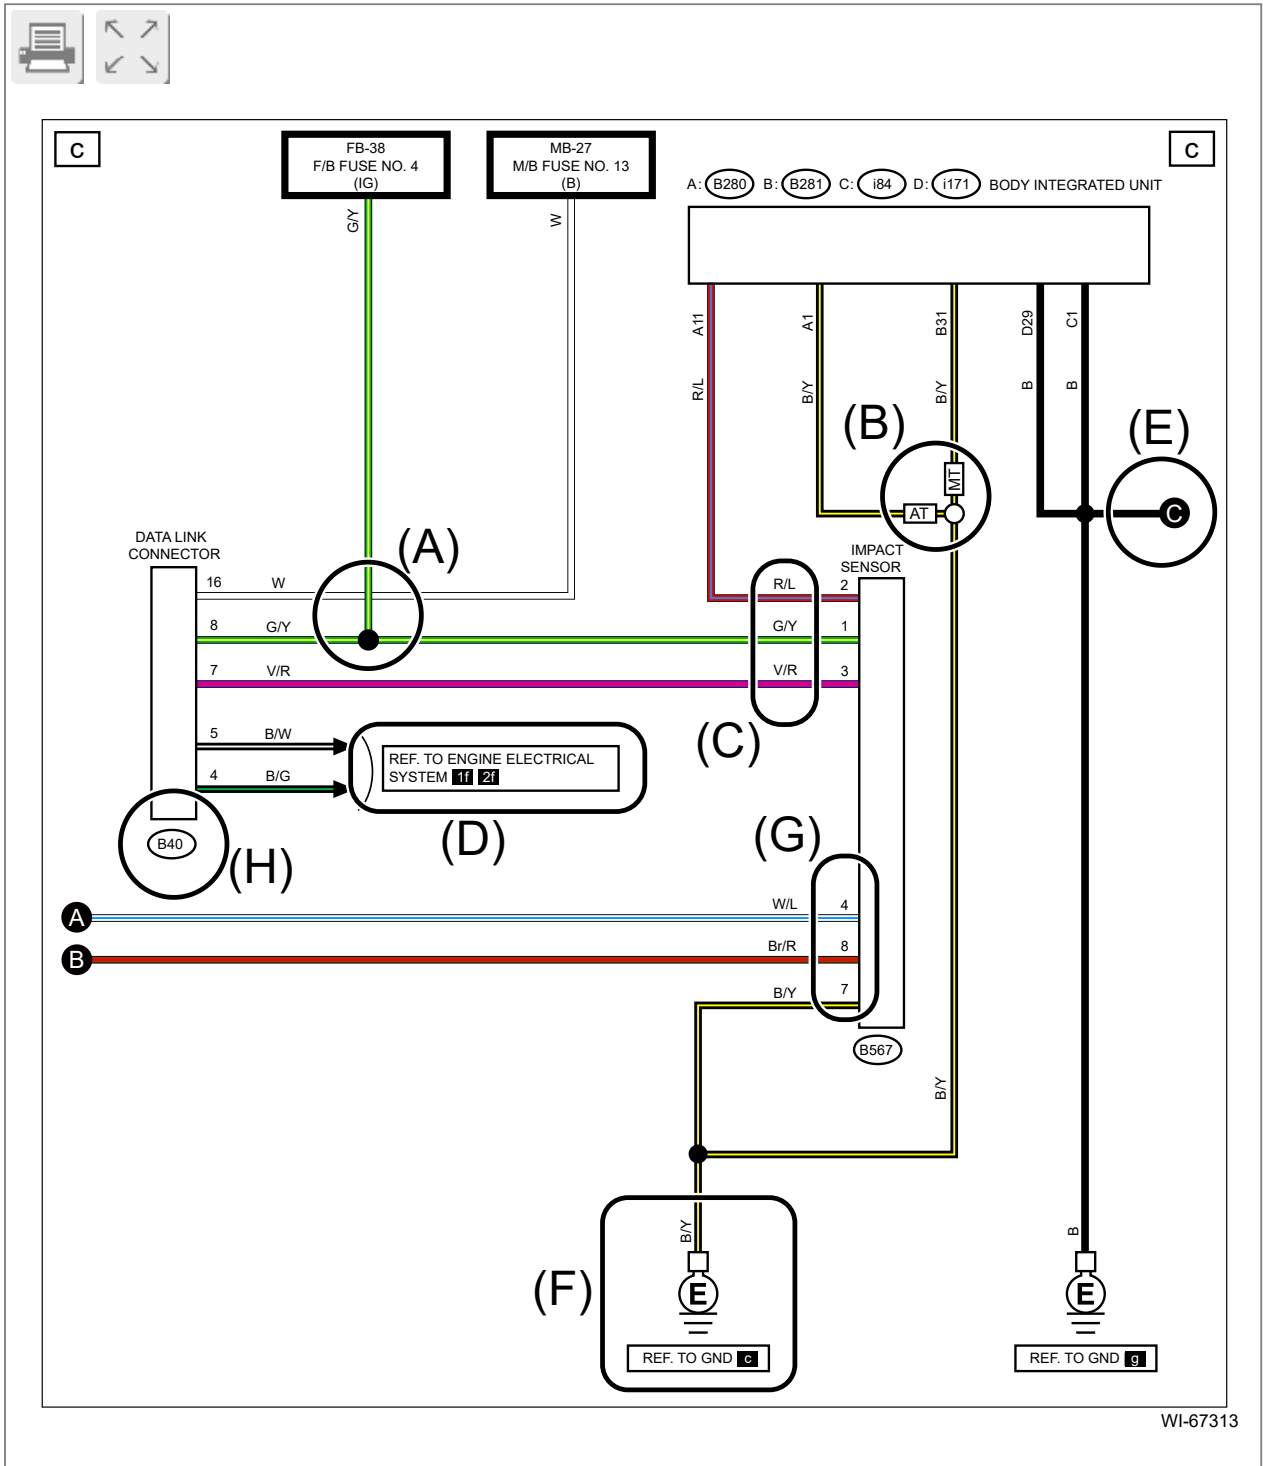 C
C
FB-38
F/B FUSE NO. 4
(IG)
MB-27
M/B FUSE NO. 13
(B)
A: B280 B: B281 C: i84 D: i171 BODY INTEGRATED UNIT
G/Y
W
A11
A1
B31
D29
C1
R/L
B/Y
B/Y
B
B
(B)
(E)
MT
AT
C
DATA LINK
CONNECTOR
(A)
IMPACT
SENSOR
16 W
R/L 2
8 G/Y
G/Y 1
7 V/R
V/R 3
(C)
5 B/W
4 B/G
REF. TO ENGINE ELECTRICAL
SYSTEM 1f 2f
(D)
(G)
B40
(H)
A
W/L 4
B
Br/R 8
B/Y 7
B567
B/Y
B/Y
B
(F)
E
E
REF. TO GND c
REF. TO GND g
WI-67313